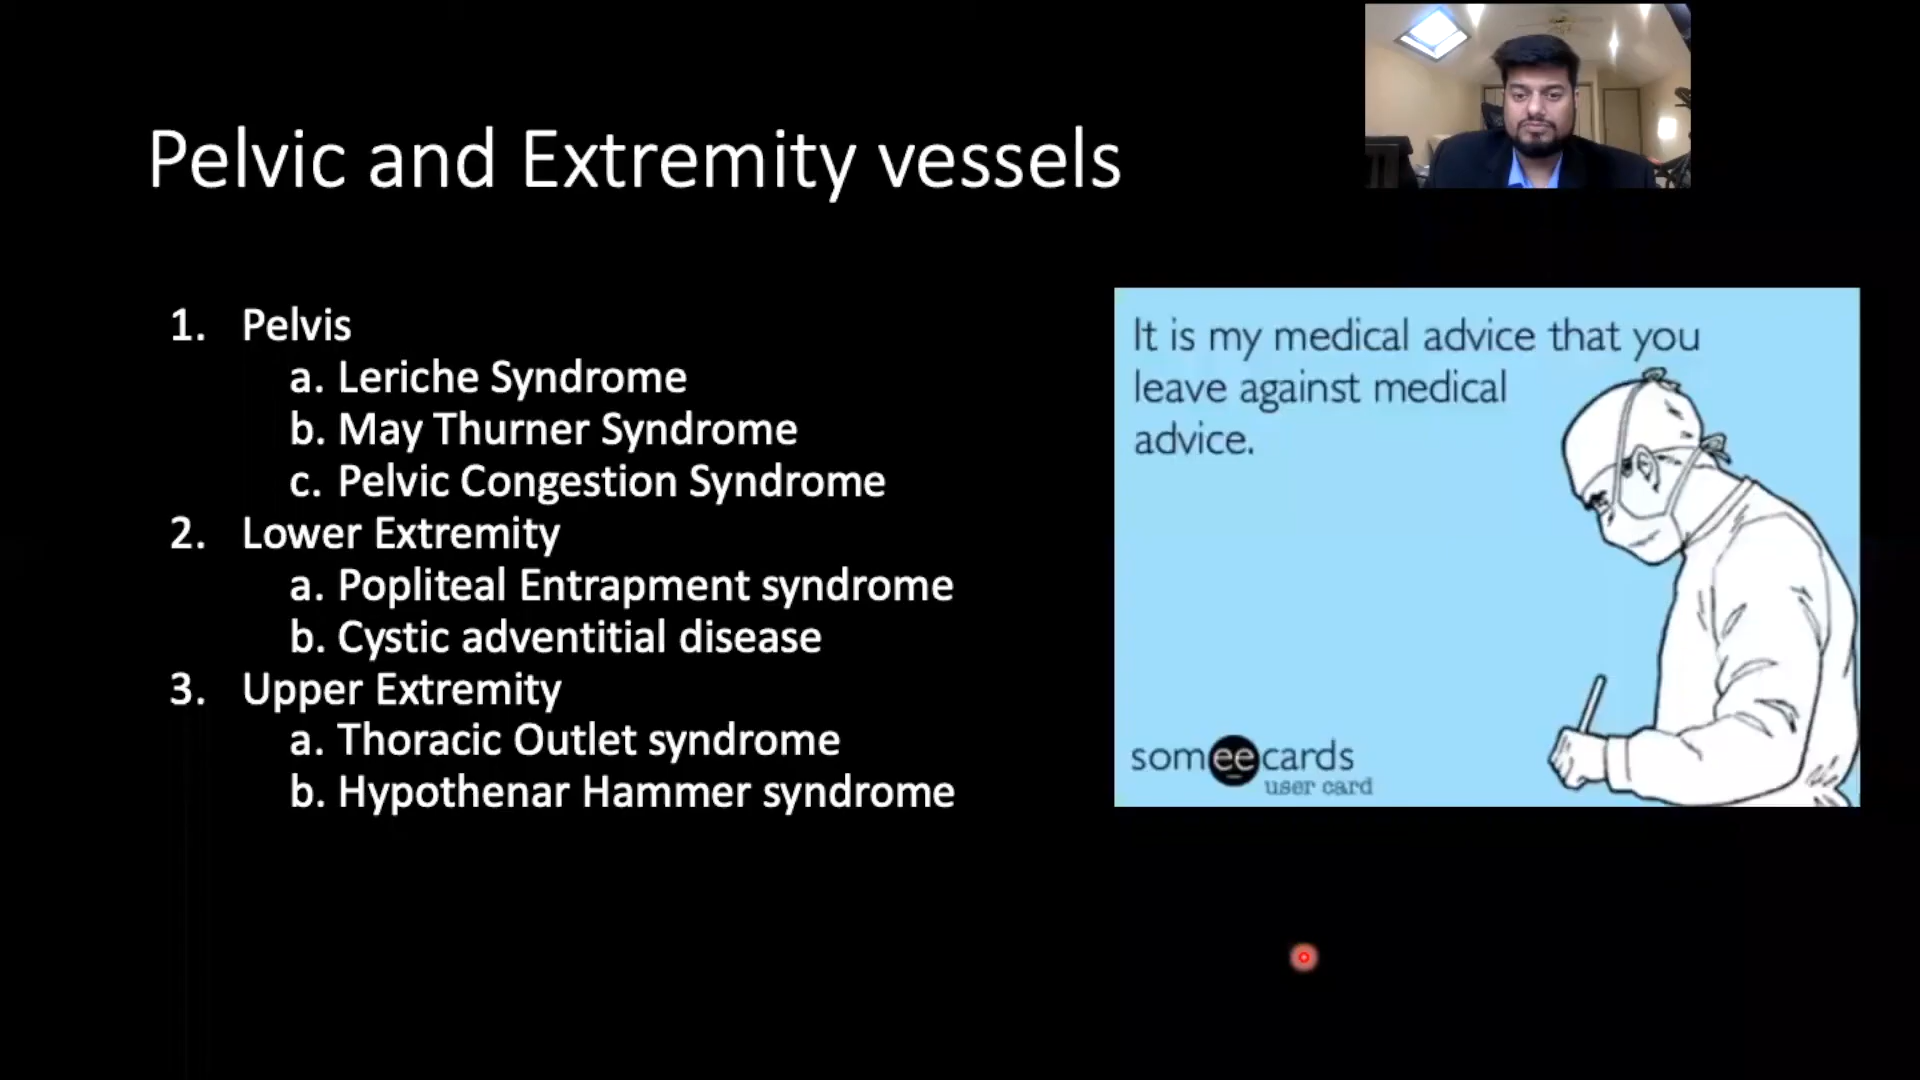 Pelvic and Extremity vessels
1. Pelvis
a. Leriche Syndrome
b. May Thurner Syndrome
c. Pelvic Congestion Syndrome
2. Lower Extremity
a. Popliteal Entrapment syndrome
b. Cystic adventitial disease
3. Upper Extremity
a. Thoracic Outlet syndrome
b. Hypothenar Hammer syndrome
It is my medical advice that you
leave against medical
advice.
someecards
user card